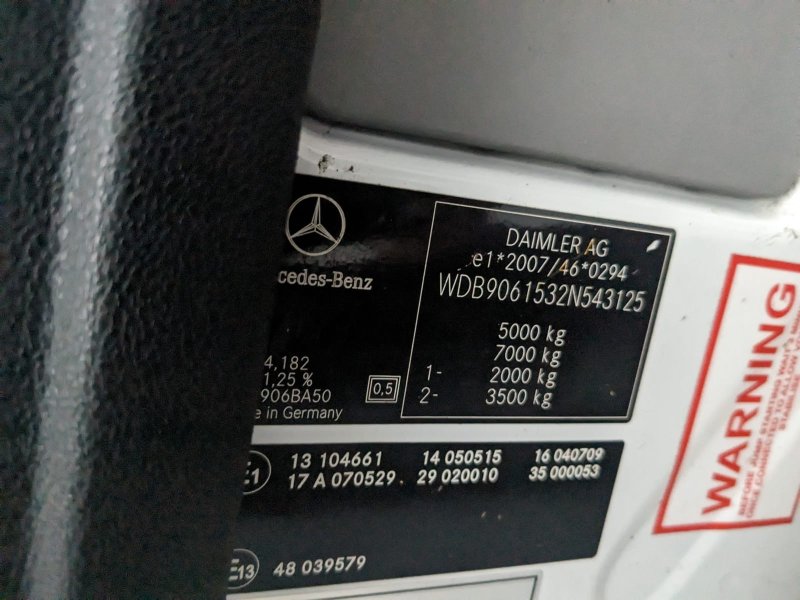 DAIMLER AG
e1*2007/46*0294
WDB9061532N543125
5000 kg
7000 kg
1- 2000 kg
2- 3500 kg
cedes-Benz
4,182
1,25 %
906BA50
in Germany
0,5
13 104661 14 050515 16 040709
17 A 070529 29 020010 35 000053
E13 48 039579
WARNING